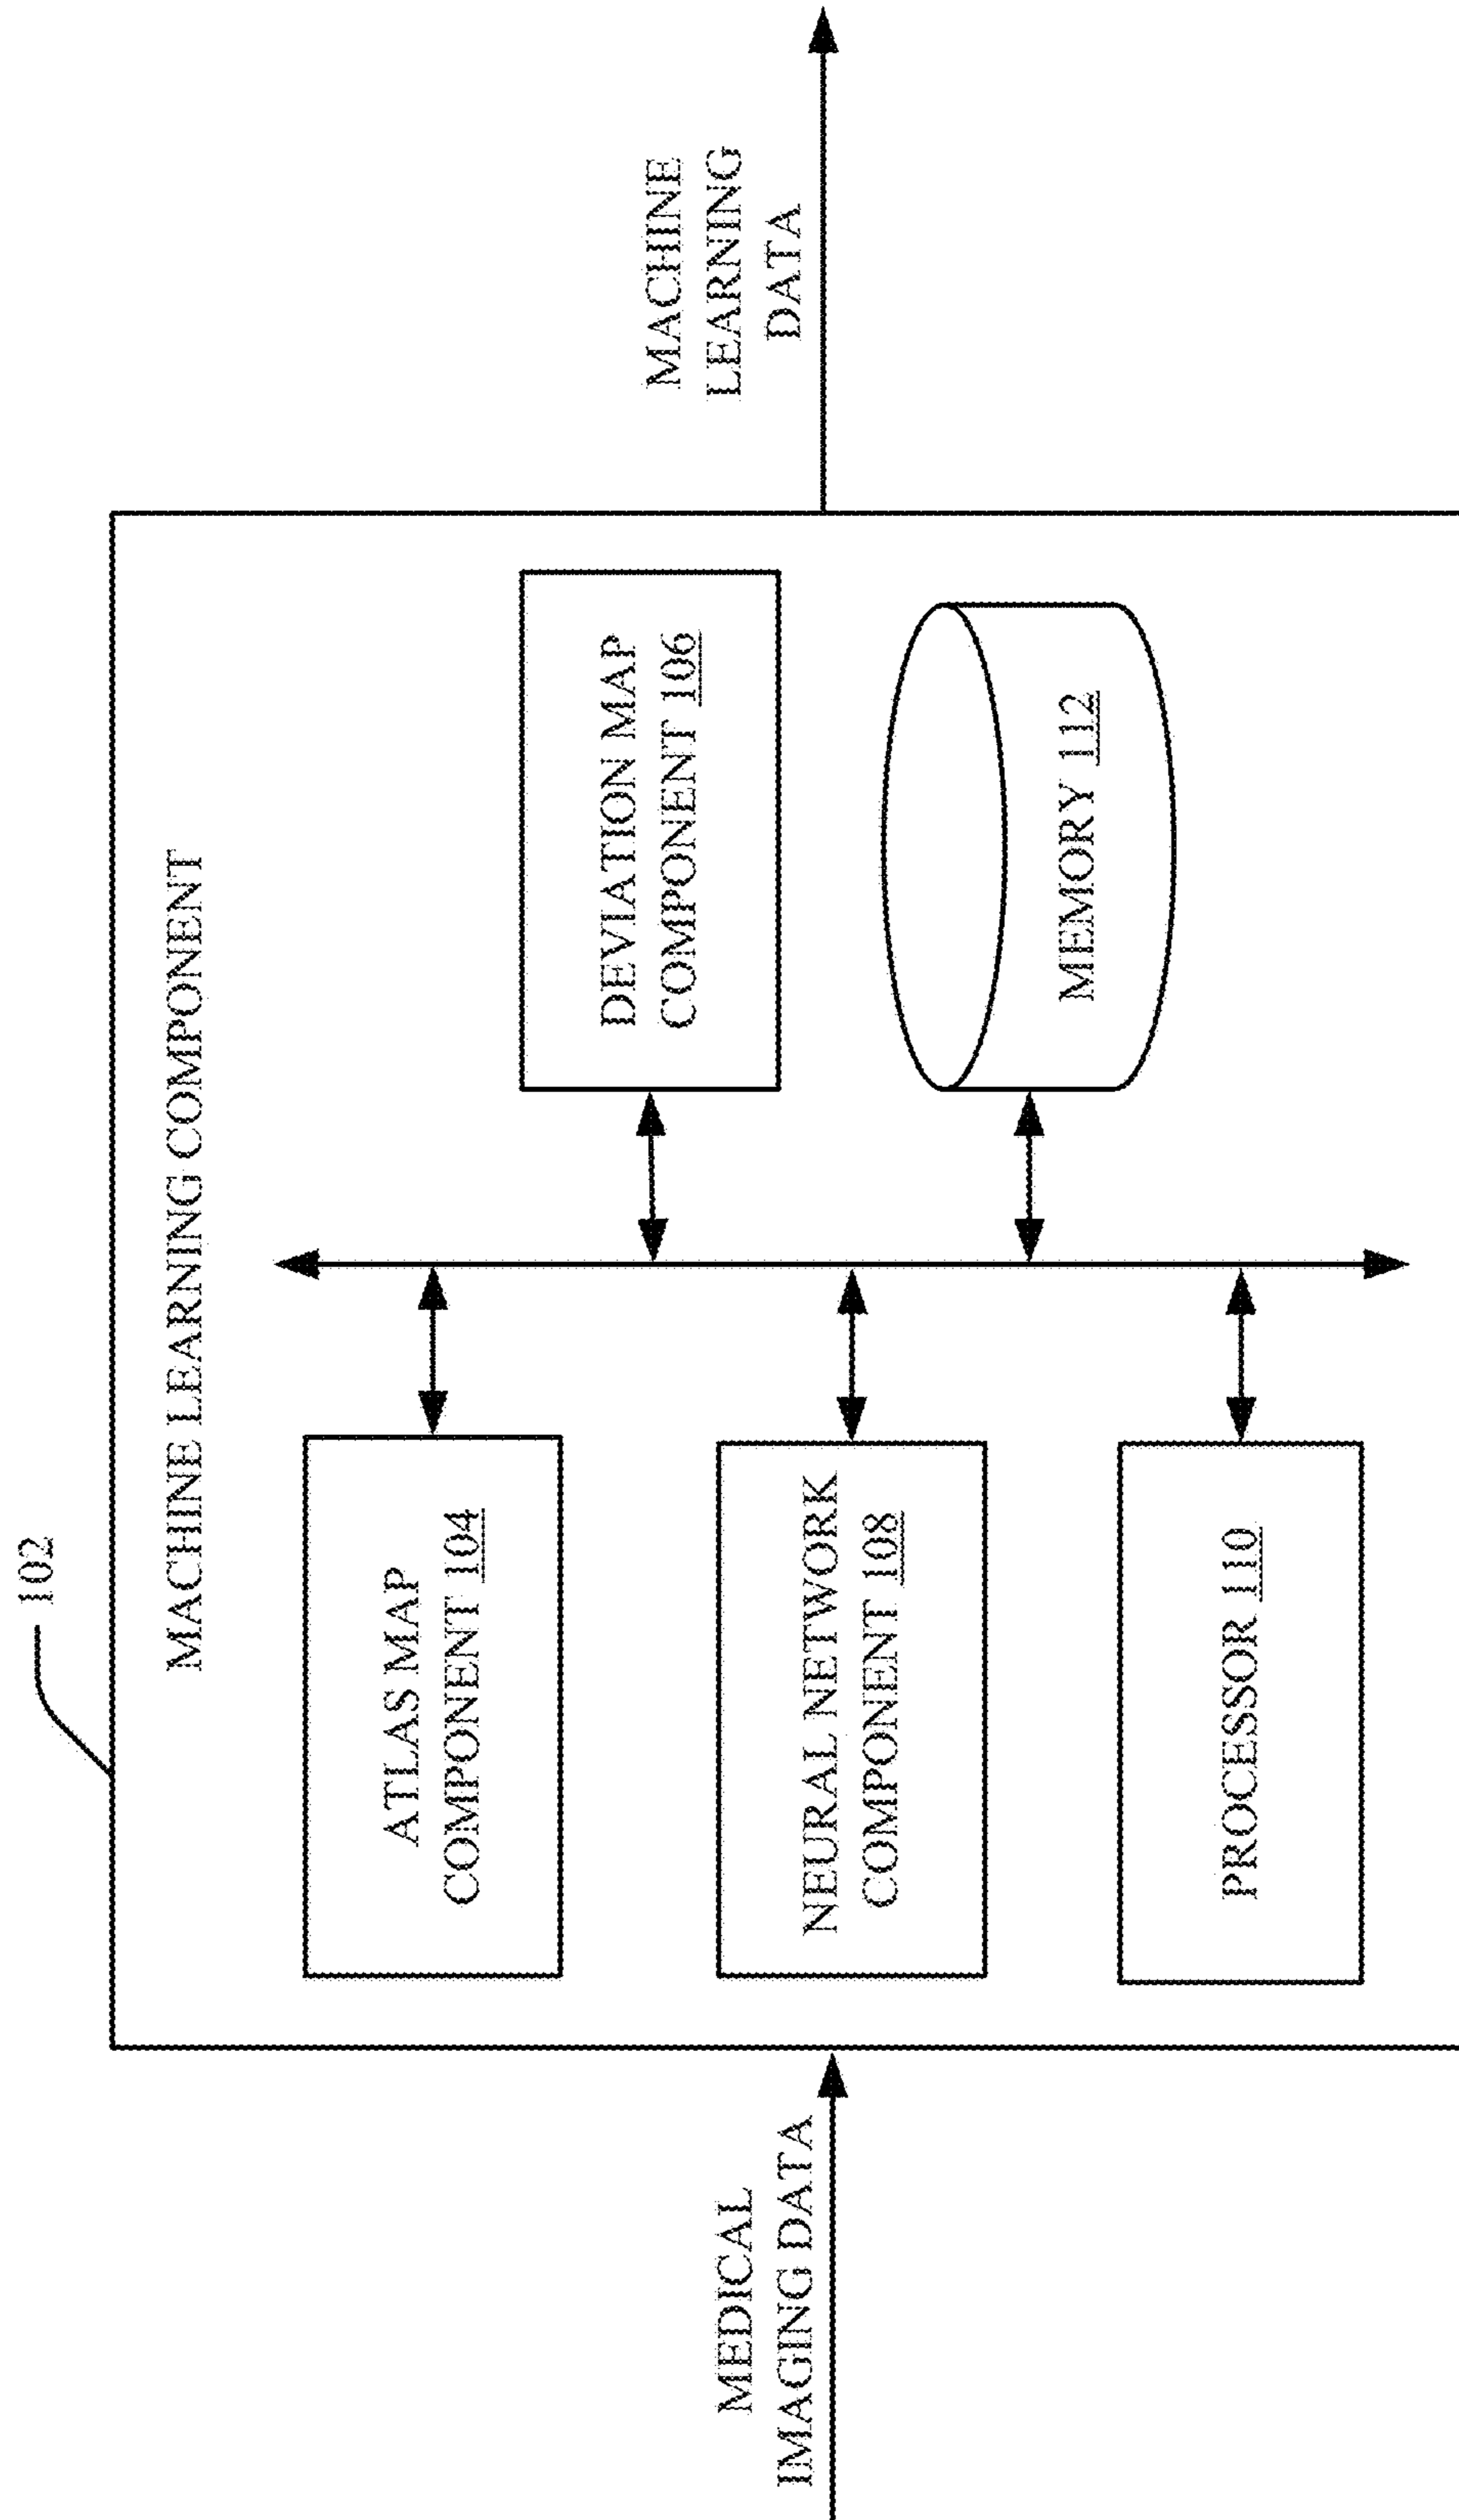 102
MACHINE LEARNING COMPONENT
MEDICAL
IMAGING DATA
ATLAS MAP
COMPONENT 104
DEVIATION MAP
COMPONENT 106
NEURAL NETWORK
COMPONENT 108
MEMORY 112
PROCESSOR 110
MACHINE
LEARNING
DATA